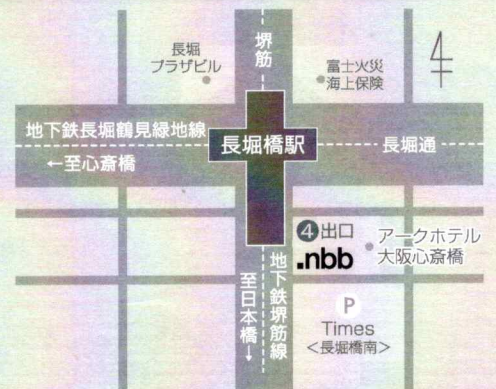 長堀
プラザビル
堺筋
富士火災
海上保険
地下鉄長堀鶴見緑地線
←至心斎橋
長堀橋駅
長堀通
4出口
.nbb
アークホテル
大阪心斎橋
地下鉄堺筋線
至日本橋→
P
Times
＜長堀橋南＞